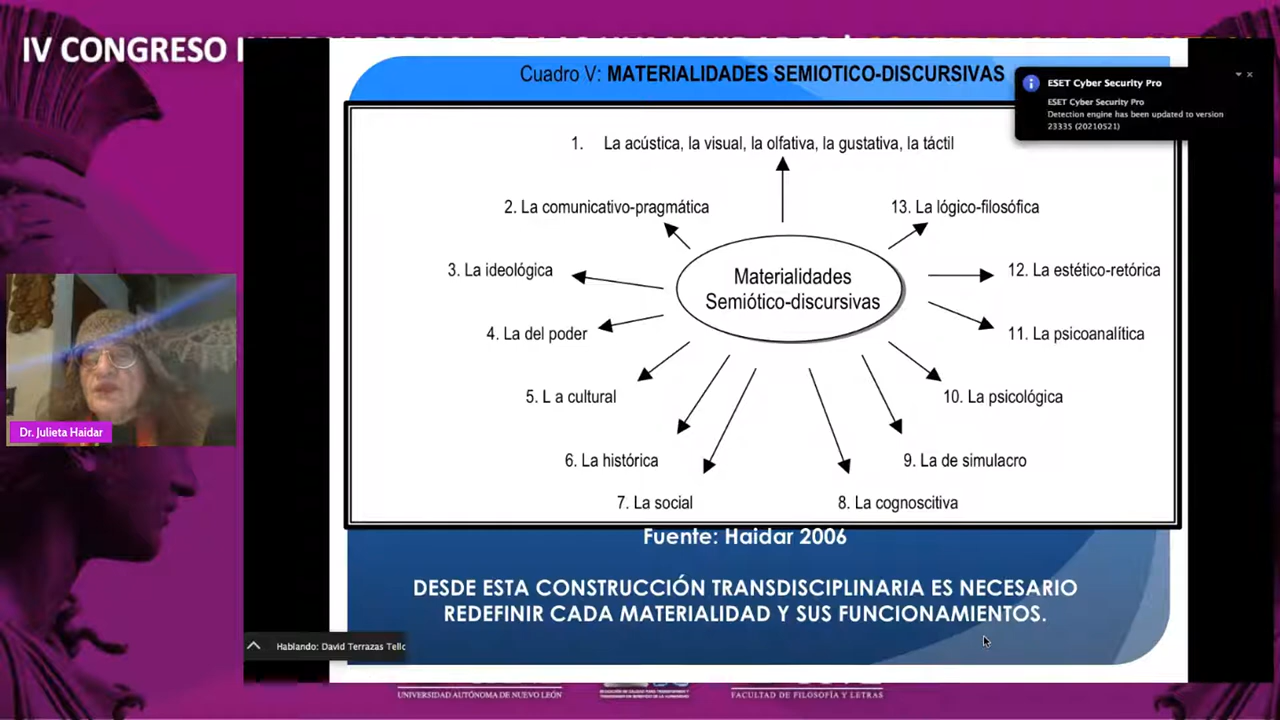 IV CONGRESO
Cuadro V: MATERIALIDADES SEMIOTICO-DISCURSIVAS
ESET Cyber Security Pro
ESET Cyber Security Pro
Detection engine has been updated to version
23335 (20210521)
1. La acústica, la visual, la olfativa, la gustativa, la táctil
2. La comunicativo-pragmática
13. La lógico-filosófica
3. La ideológica
Materialidades
Semiótico-discursivas
12. La estético-retórica
4. La del poder
11. La psicoanalítica
5. L a cultural
10. La psicológica
6. La histórica
9. La de simulacro
7. La social
8. La cognoscitiva
Fuente: Haidar 2006
DESDE ESTA CONSTRUCCIÓN TRANSDISCIPLINARIA ES NECESARIO
REDEFINIR CADA MATERIALIDAD Y SUS FUNCIONAMIENTOS.
Dr. Julieta Haidar
Hablando: David Terrazas Tello
UNIVERSIDAD AUTÓNOMA DE NUEVO LEÓN
FACULTAD DE FILOSOFÍA Y LETRAS